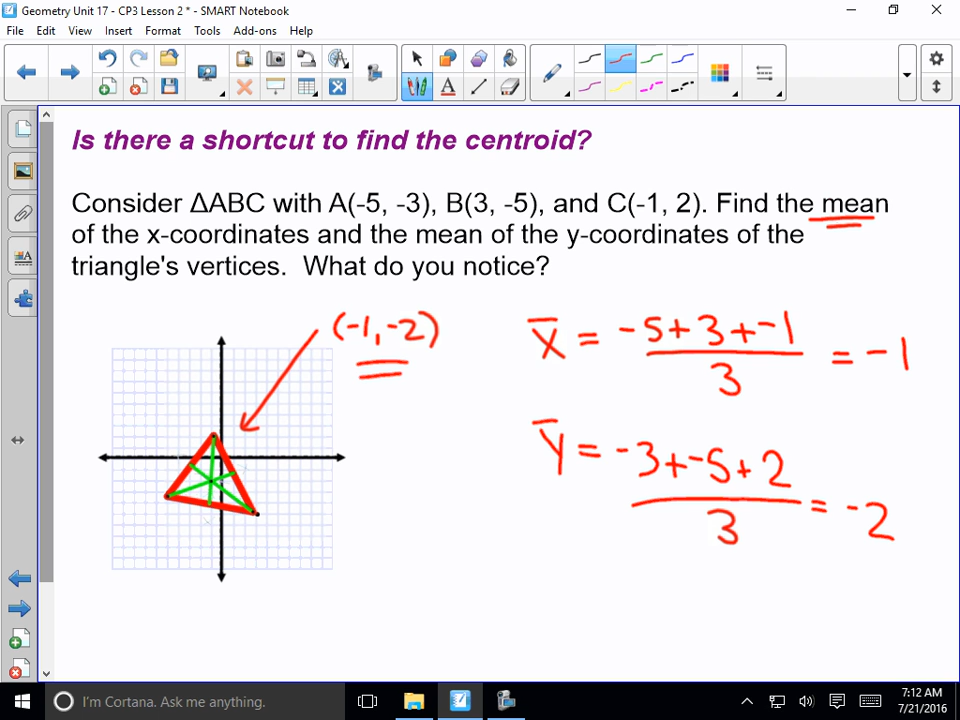 Geometry Unit 17 - CP3 Lesson 2 * - SMART Notebook
File Edit View Insert Format Tools Add-ons Help
Is there a shortcut to find the centroid?
Consider ΔABC with A(-5, -3), B(3, -5), and C(-1, 2). Find the mean
of the x-coordinates and the mean of the y-coordinates of the
triangle's vertices. What do you notice?
(-1,-2)
X̅ = -5+3+-1
3
= -1
Y̅ = -3+-5+2
3
= -2
I'm Cortana. Ask me anything.
7:12 AM
7/21/2016